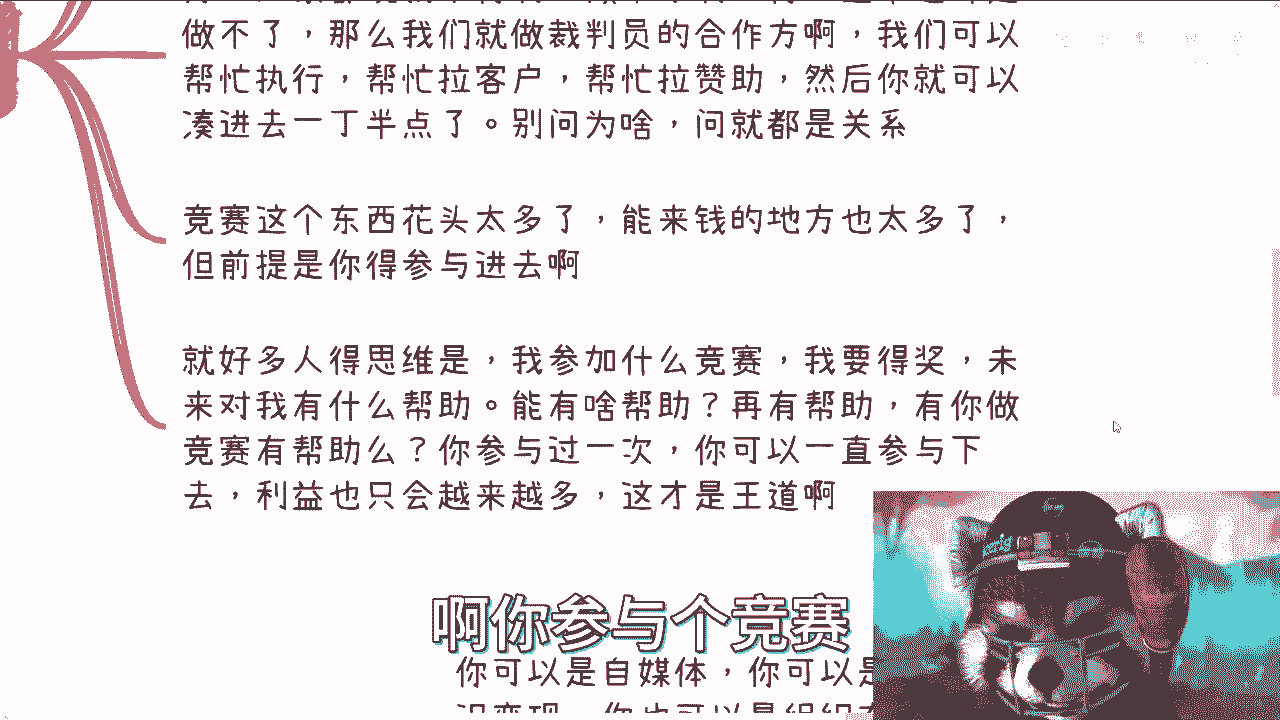 做不了，那么我们就做裁判员的合作方啊，我们可以
帮忙执行，帮忙拉客户，帮忙拉赞助，然后你就可以
凑进去一丁半点了。别问为啥，问就都是关系
竞赛这个东西花头太多了，能来钱的地方也太多了，
但前提是你得参与进去啊
就好多人得思维是，我参加什么竞赛，我要得奖，未
来对我有什么帮助。能有啥帮助？再有帮助，有你做
竞赛有帮助么？你参与过一次，你可以一直参与下
去，利益也只会越来越多，这才是王道啊
啊你参与个竞赛
你可以是自媒体，你可以是